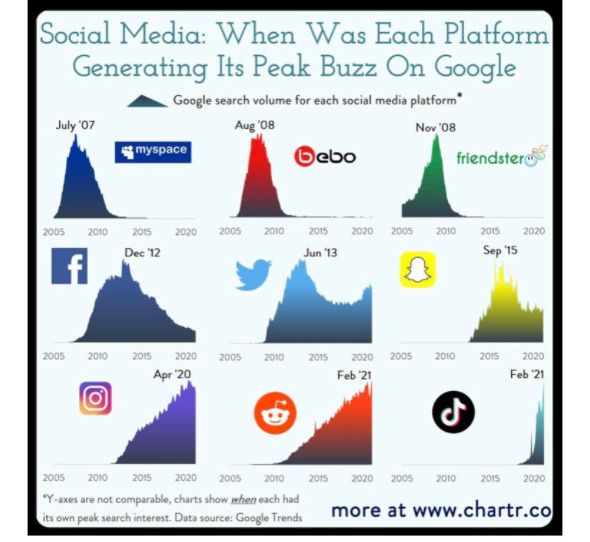 Social Media: When Was Each Platform
Generating Its Peak Buzz On Google
Google search volume for each social media platform*
July '07
Aug '08
Nov '08
myspace
bebo
friendster
2005 2010 2015 2020
2005 2010 2015 2020
2005 2010 2015 2020
Dec '12
Jun '13
Sep '15
f
2005 2010 2015 2020
2005 2010 2015 2020
2005 2010 2015 2020
Apr '20
Feb '21
Feb '21
2005 2010 2015 2020
2005 2010 2015 2020
2005 2010 2015 2020
*Y-axes are not comparable, charts show when each had
its own peak search interest. Data source: Google Trends
more at www.chartr.co